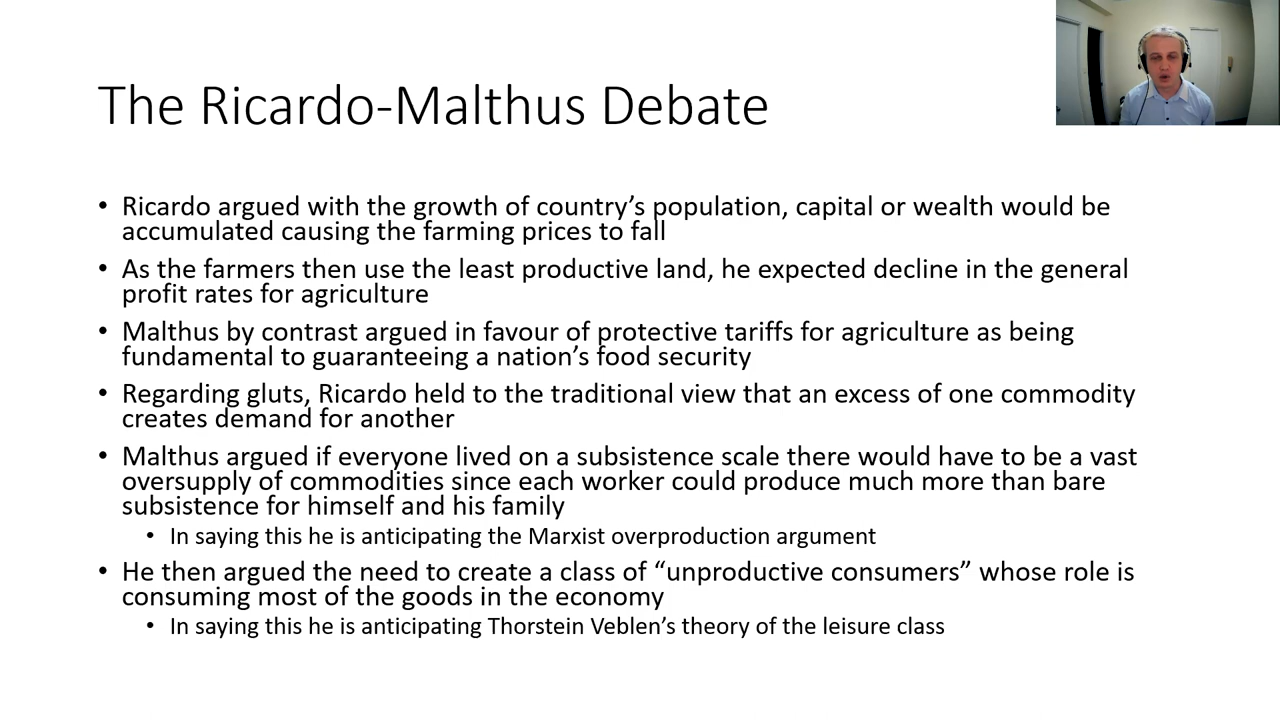 The Ricardo-Malthus Debate
• Ricardo argued with the growth of country’s population, capital or wealth would be
accumulated causing the farming prices to fall
• As the farmers then use the least productive land, he expected decline in the general
profit rates for agriculture
• Malthus by contrast argued in favour of protective tariffs for agriculture as being
fundamental to guaranteeing a nation’s food security
• Regarding gluts, Ricardo held to the traditional view that an excess of one commodity
creates demand for another
• Malthus argued if everyone lived on a subsistence scale there would have to be a vast
oversupply of commodities since each worker could produce much more than bare
subsistence for himself and his family
• In saying this he is anticipating the Marxist overproduction argument
• He then argued the need to create a class of “unproductive consumers” whose role is
consuming most of the goods in the economy
• In saying this he is anticipating Thorstein Veblen’s theory of the leisure class